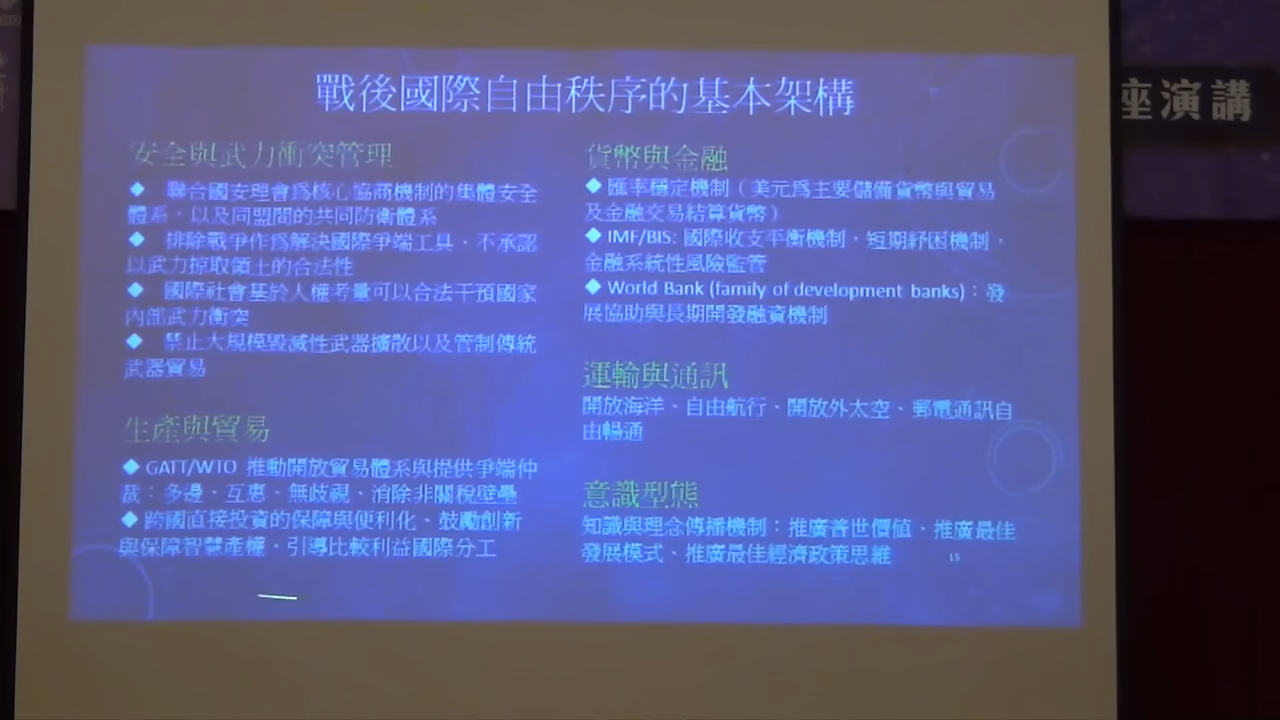 戰後國際自由秩序的基本架構
安全與武力衝突管理
◆ 聯合國安理會為核心協商機制的集體安全
體系，以及同盟間的共同防衛體系
◆ 排除戰爭作為解決國際爭端工具，不承認
以武力掠取領土的合法性
◆ 國際社會基於人權考量可以合法干預國家
內部武力衝突
◆ 禁止大規模毀滅性武器擴散以及管制傳統
武器貿易
生產與貿易
◆ GATT/WTO 推動開放貿易體系與提供爭端仲
裁：多邊、互惠、無歧視、消除非關稅壁壘
◆ 跨國直接投資的保障與便利化、鼓勵創新
與保障智慧產權、引導比較利益國際分工
貨幣與金融
◆ 匯率穩定機制（美元為主要儲備貨幣與貿易
及金融交易結算貨幣）
◆ IMF/BIS: 國際收支平衡機制，短期紓困機制，
金融系統性風險監管
◆ World Bank (family of development banks)：發
展協助與長期開發融資機制
運輸與通訊
開放海洋、自由航行、開放外太空、郵電通訊自
由暢通
意識型態
知識與理念傳播機制：推廣普世價值、推廣最佳
發展模式、推廣最佳經濟政策思維
15
座演講